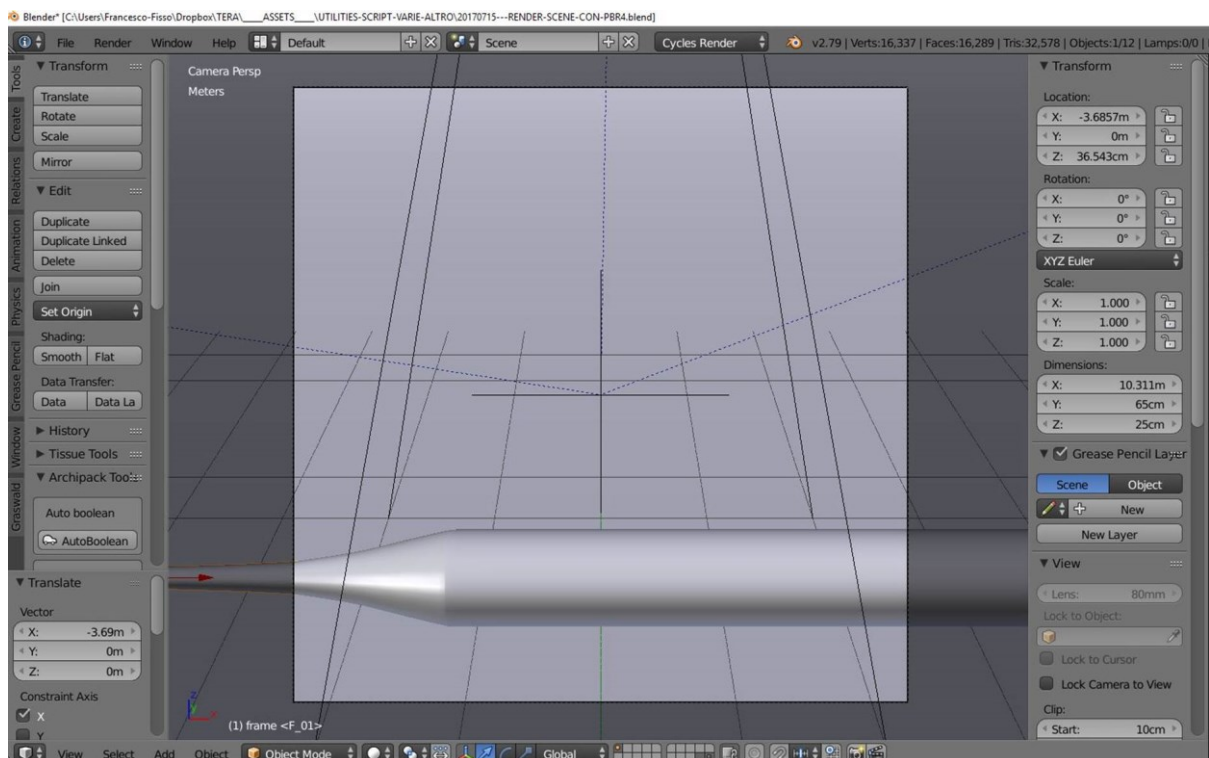 Blender* [C:\Users\Francesco-Fisso\Dropbox\TERA\____ASSETS____\UTILITIES-SCRIPT-VARIE-ALTRO\20170715---RENDER-SCENE-CON-PBR4.blend]
File Render Window Help Default Scene Cycles Render v2.79 | Verts:16,337 | Faces:16,289 | Tris:32,578 | Objects:1/12 | Lamps:0/0 |
Tools
Create
Relations
Animation
Physics
Grease Pencil
Window
Graswald
Transform
Translate
Rotate
Scale
Mirror
Edit
Duplicate
Duplicate Linked
Delete
Join
Set Origin
Shading:
Smooth Flat
Data Transfer:
Data Data La
History
Tissue Tools
Archipack Too
Auto boolean
AutoBoolean
Translate
Vector
X: -3.69m
Y: 0m
Z: 0m
Constraint Axis
X
Y
Camera Persp
Meters
z
x
(1) frame <F_01>
Transform
Location:
X: -3.6857m
Y: 0m
Z: 36.543cm
Rotation:
X: 0°
Y: 0°
Z: 0°
XYZ Euler
Scale:
X: 1.000
Y: 1.000
Z: 1.000
Dimensions:
X: 10.311m
Y: 65cm
Z: 25cm
Grease Pencil Layer
Scene Object
New
New Layer
View
Lens: 80mm
Lock to Object:
Lock to Cursor
Lock Camera to View
Clip:
Start: 10cm
View Select Add Object Object Mode Global